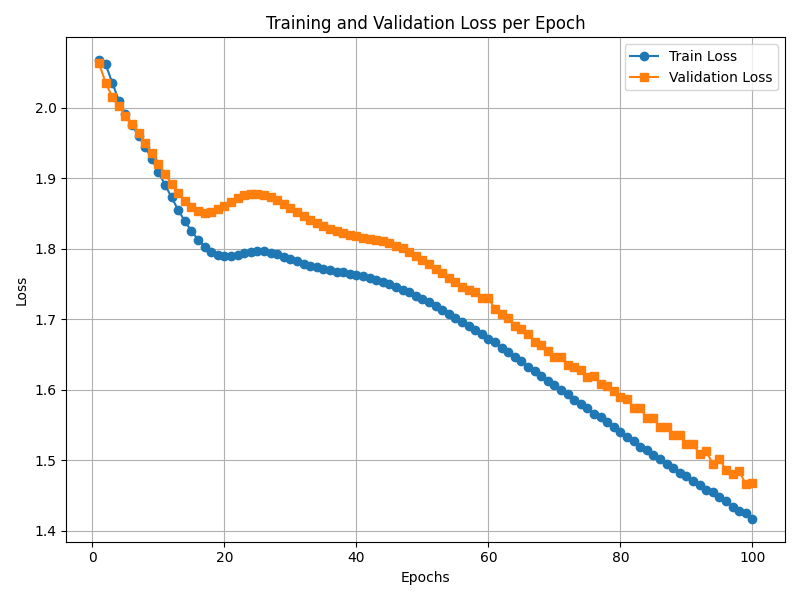 Training and Validation Loss per Epoch
Train Loss
Validation Loss
2.0
1.9
1.8
1.7
1.6
1.5
1.4
Loss
0 20 40 60 80 100
Epochs